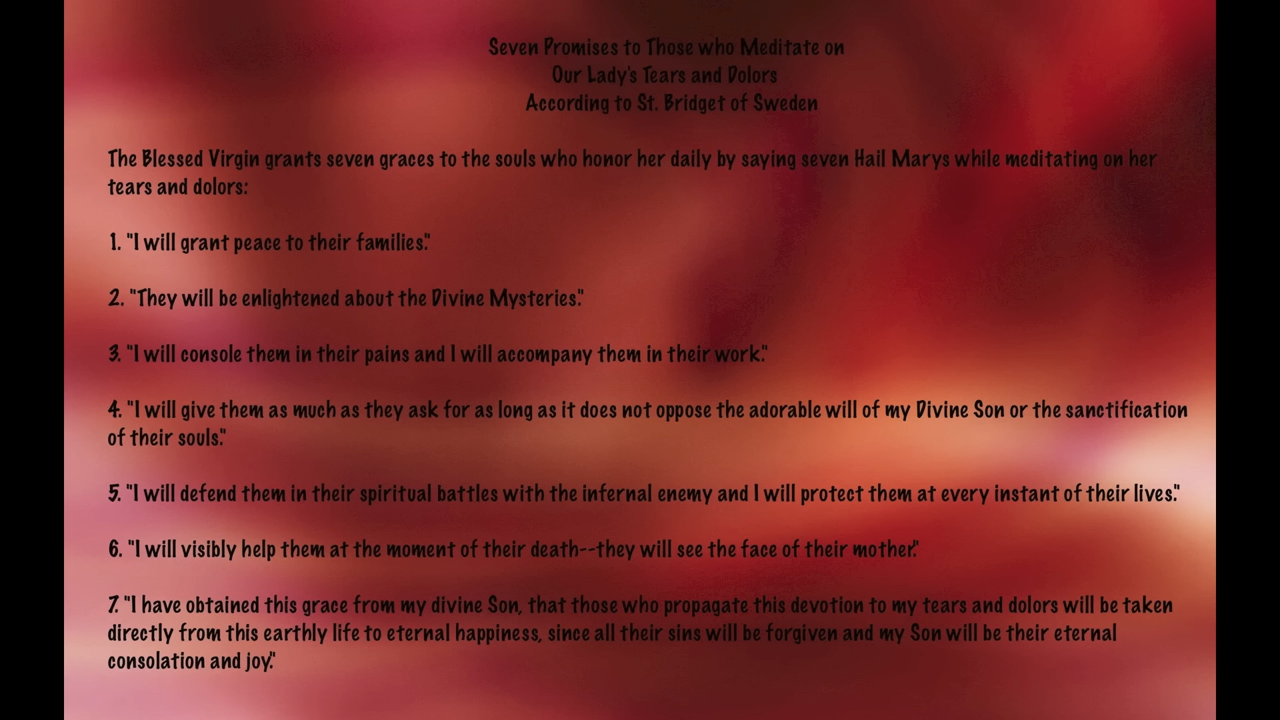 Seven Promises to Those who Meditate on
Our Lady's Tears and Dolors
According to St. Bridget of Sweden
The Blessed Virgin grants seven graces to the souls who honor her daily by saying seven Hail Marys while meditating on her
tears and dolors:
1. "I will grant peace to their families."
2. "They will be enlightened about the Divine Mysteries."
3. "I will console them in their pains and I will accompany them in their work."
4. "I will give them as much as they ask for as long as it does not oppose the adorable will of my Divine Son or the sanctification
of their souls."
5. "I will defend them in their spiritual battles with the infernal enemy and I will protect them at every instant of their lives."
6. "I will visibly help them at the moment of their death--they will see the face of their mother."
7. "I have obtained this grace from my divine Son, that those who propagate this devotion to my tears and dolors will be taken
directly from this earthly life to eternal happiness, since all their sins will be forgiven and my Son will be their eternal
consolation and joy."